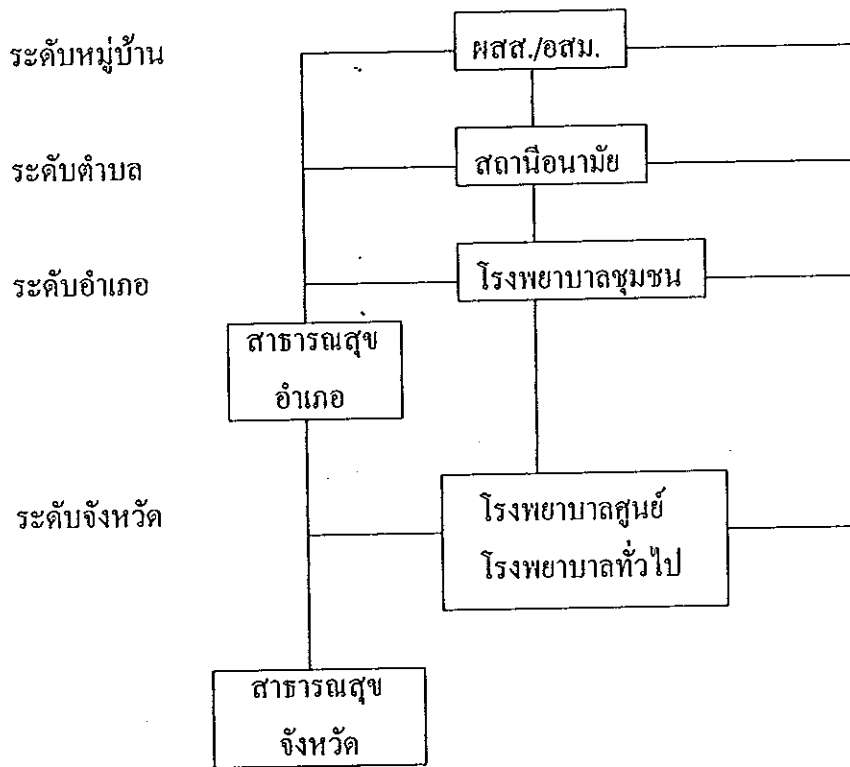 ระดับหมู่บ้าน
ผสส./อสม.
ระดับตำบล
สถานีอนามัย
ระดับอำเภอ
โรงพยาบาลชุมชน
สาธารณสุข
อำเภอ
ระดับจังหวัด
โรงพยาบาลศูนย์
โรงพยาบาลทั่วไป
สาธารณสุข
จังหวัด